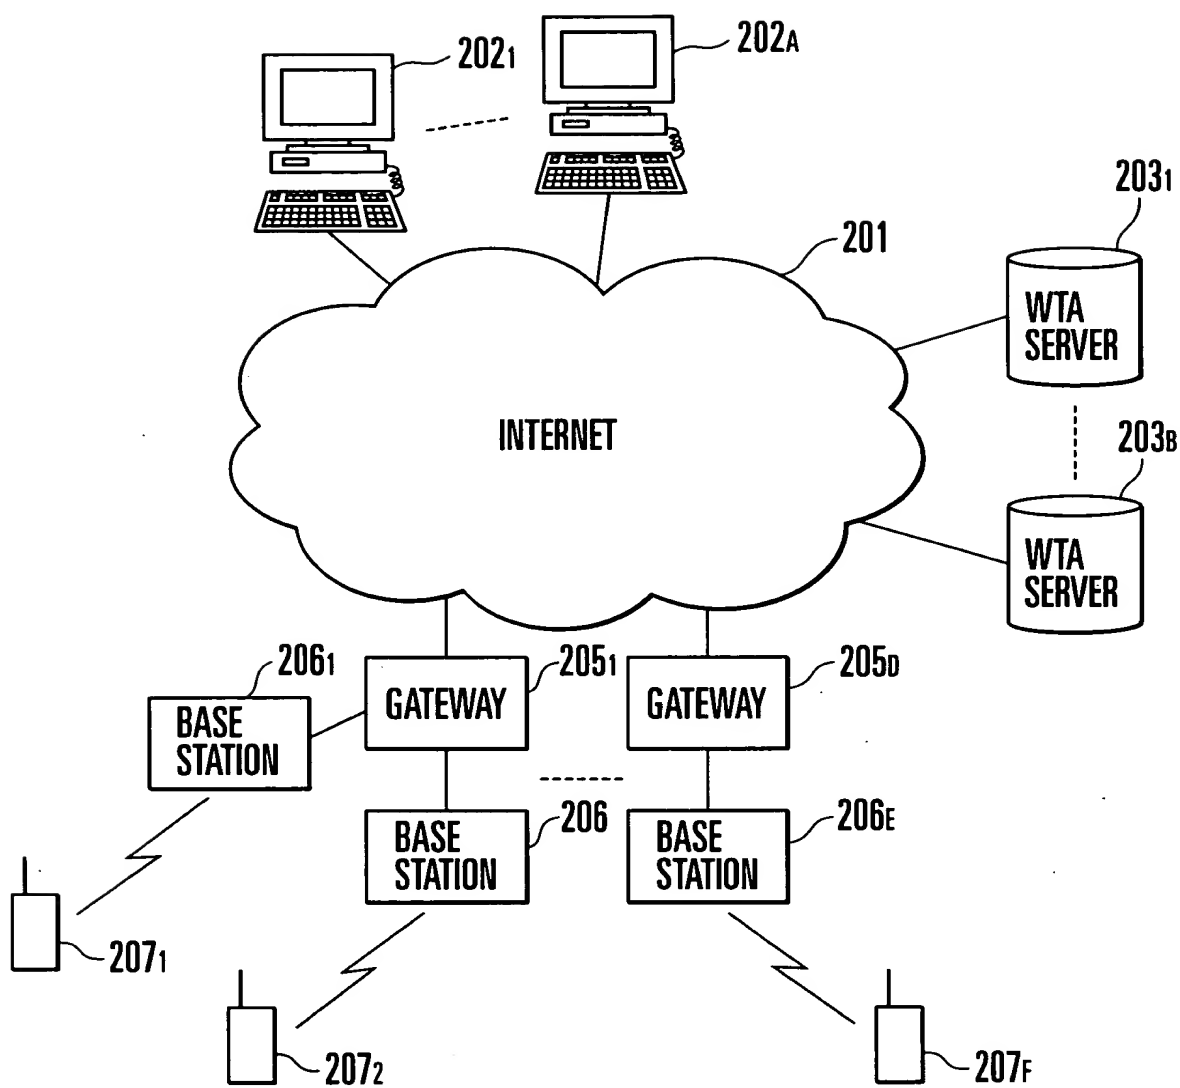 202₁
202A
201
203₁
WTA
SERVER
INTERNET
203B
WTA
SERVER
206₁
205₁
205D
BASE
STATION
GATEWAY
GATEWAY
206
206E
BASE
STATION
BASE
STATION
207₁
207₂
207F